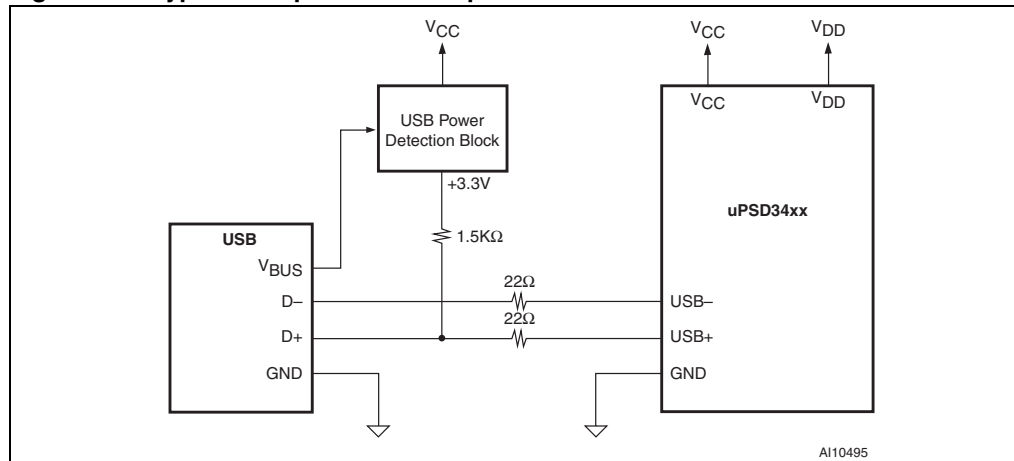 VCC
VCC
VDD
VCC
VDD
USB Power
Detection Block
+3.3V
uPSD34xx
1.5KΩ
USB
VBUS
22Ω
D–
USB–
22Ω
D+
USB+
GND
GND
AI10495